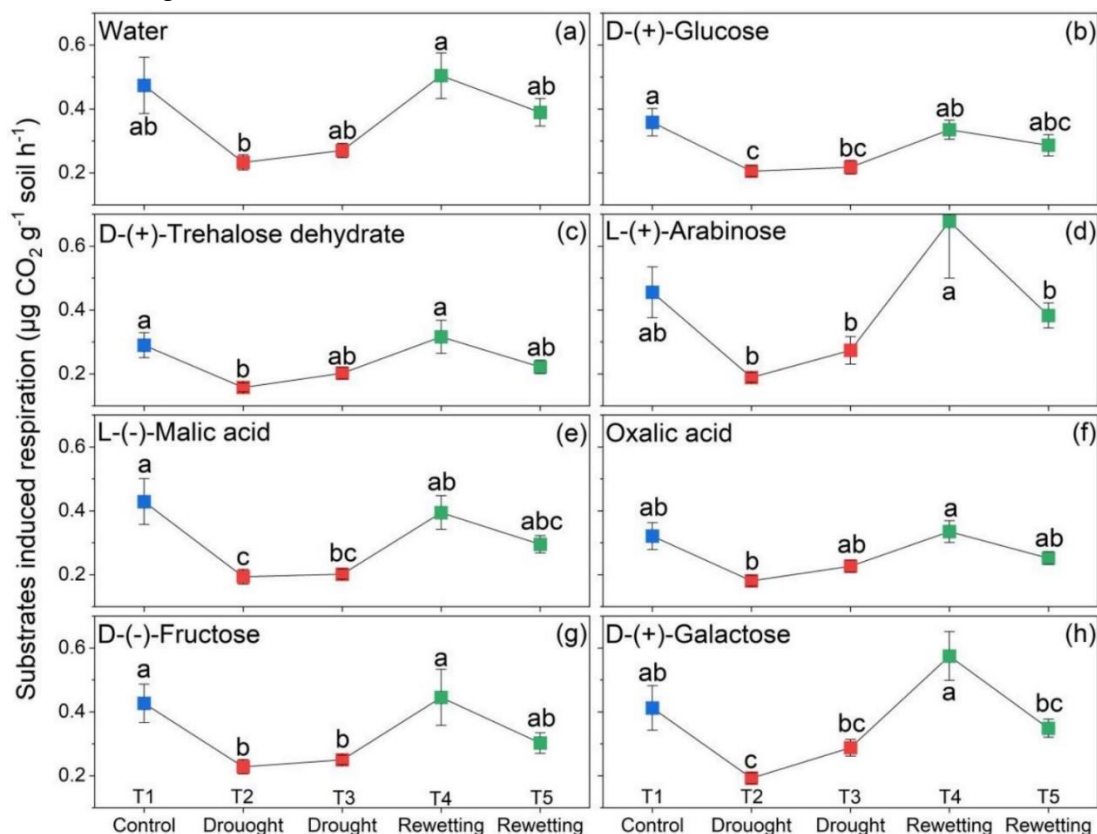 Substrates induced respiration (µg CO₂ g⁻¹ soil h⁻¹)
Water (a)
0.6
0.4
0.2
ab
b
ab
a
ab
D-(+)-Glucose (b)
a
c
bc
ab
abc
D-(+)-Trehalose dehydrate (c)
0.6
0.4
0.2
a
b
ab
a
ab
L-(+)-Arabinose (d)
ab
b
b
a
b
L-(-)-Malic acid (e)
0.6
0.4
0.2
a
c
bc
ab
abc
Oxalic acid (f)
ab
b
ab
a
ab
D-(-)-Fructose (g)
0.6
0.4
0.2
a
b
b
a
ab
D-(+)-Galactose (h)
ab
c
bc
a
bc
T1 T2 T3 T4 T5
Control Drouought Drought Rewetting Rewetting
T1 T2 T3 T4 T5
Control Drouought Drought Rewetting Rewetting